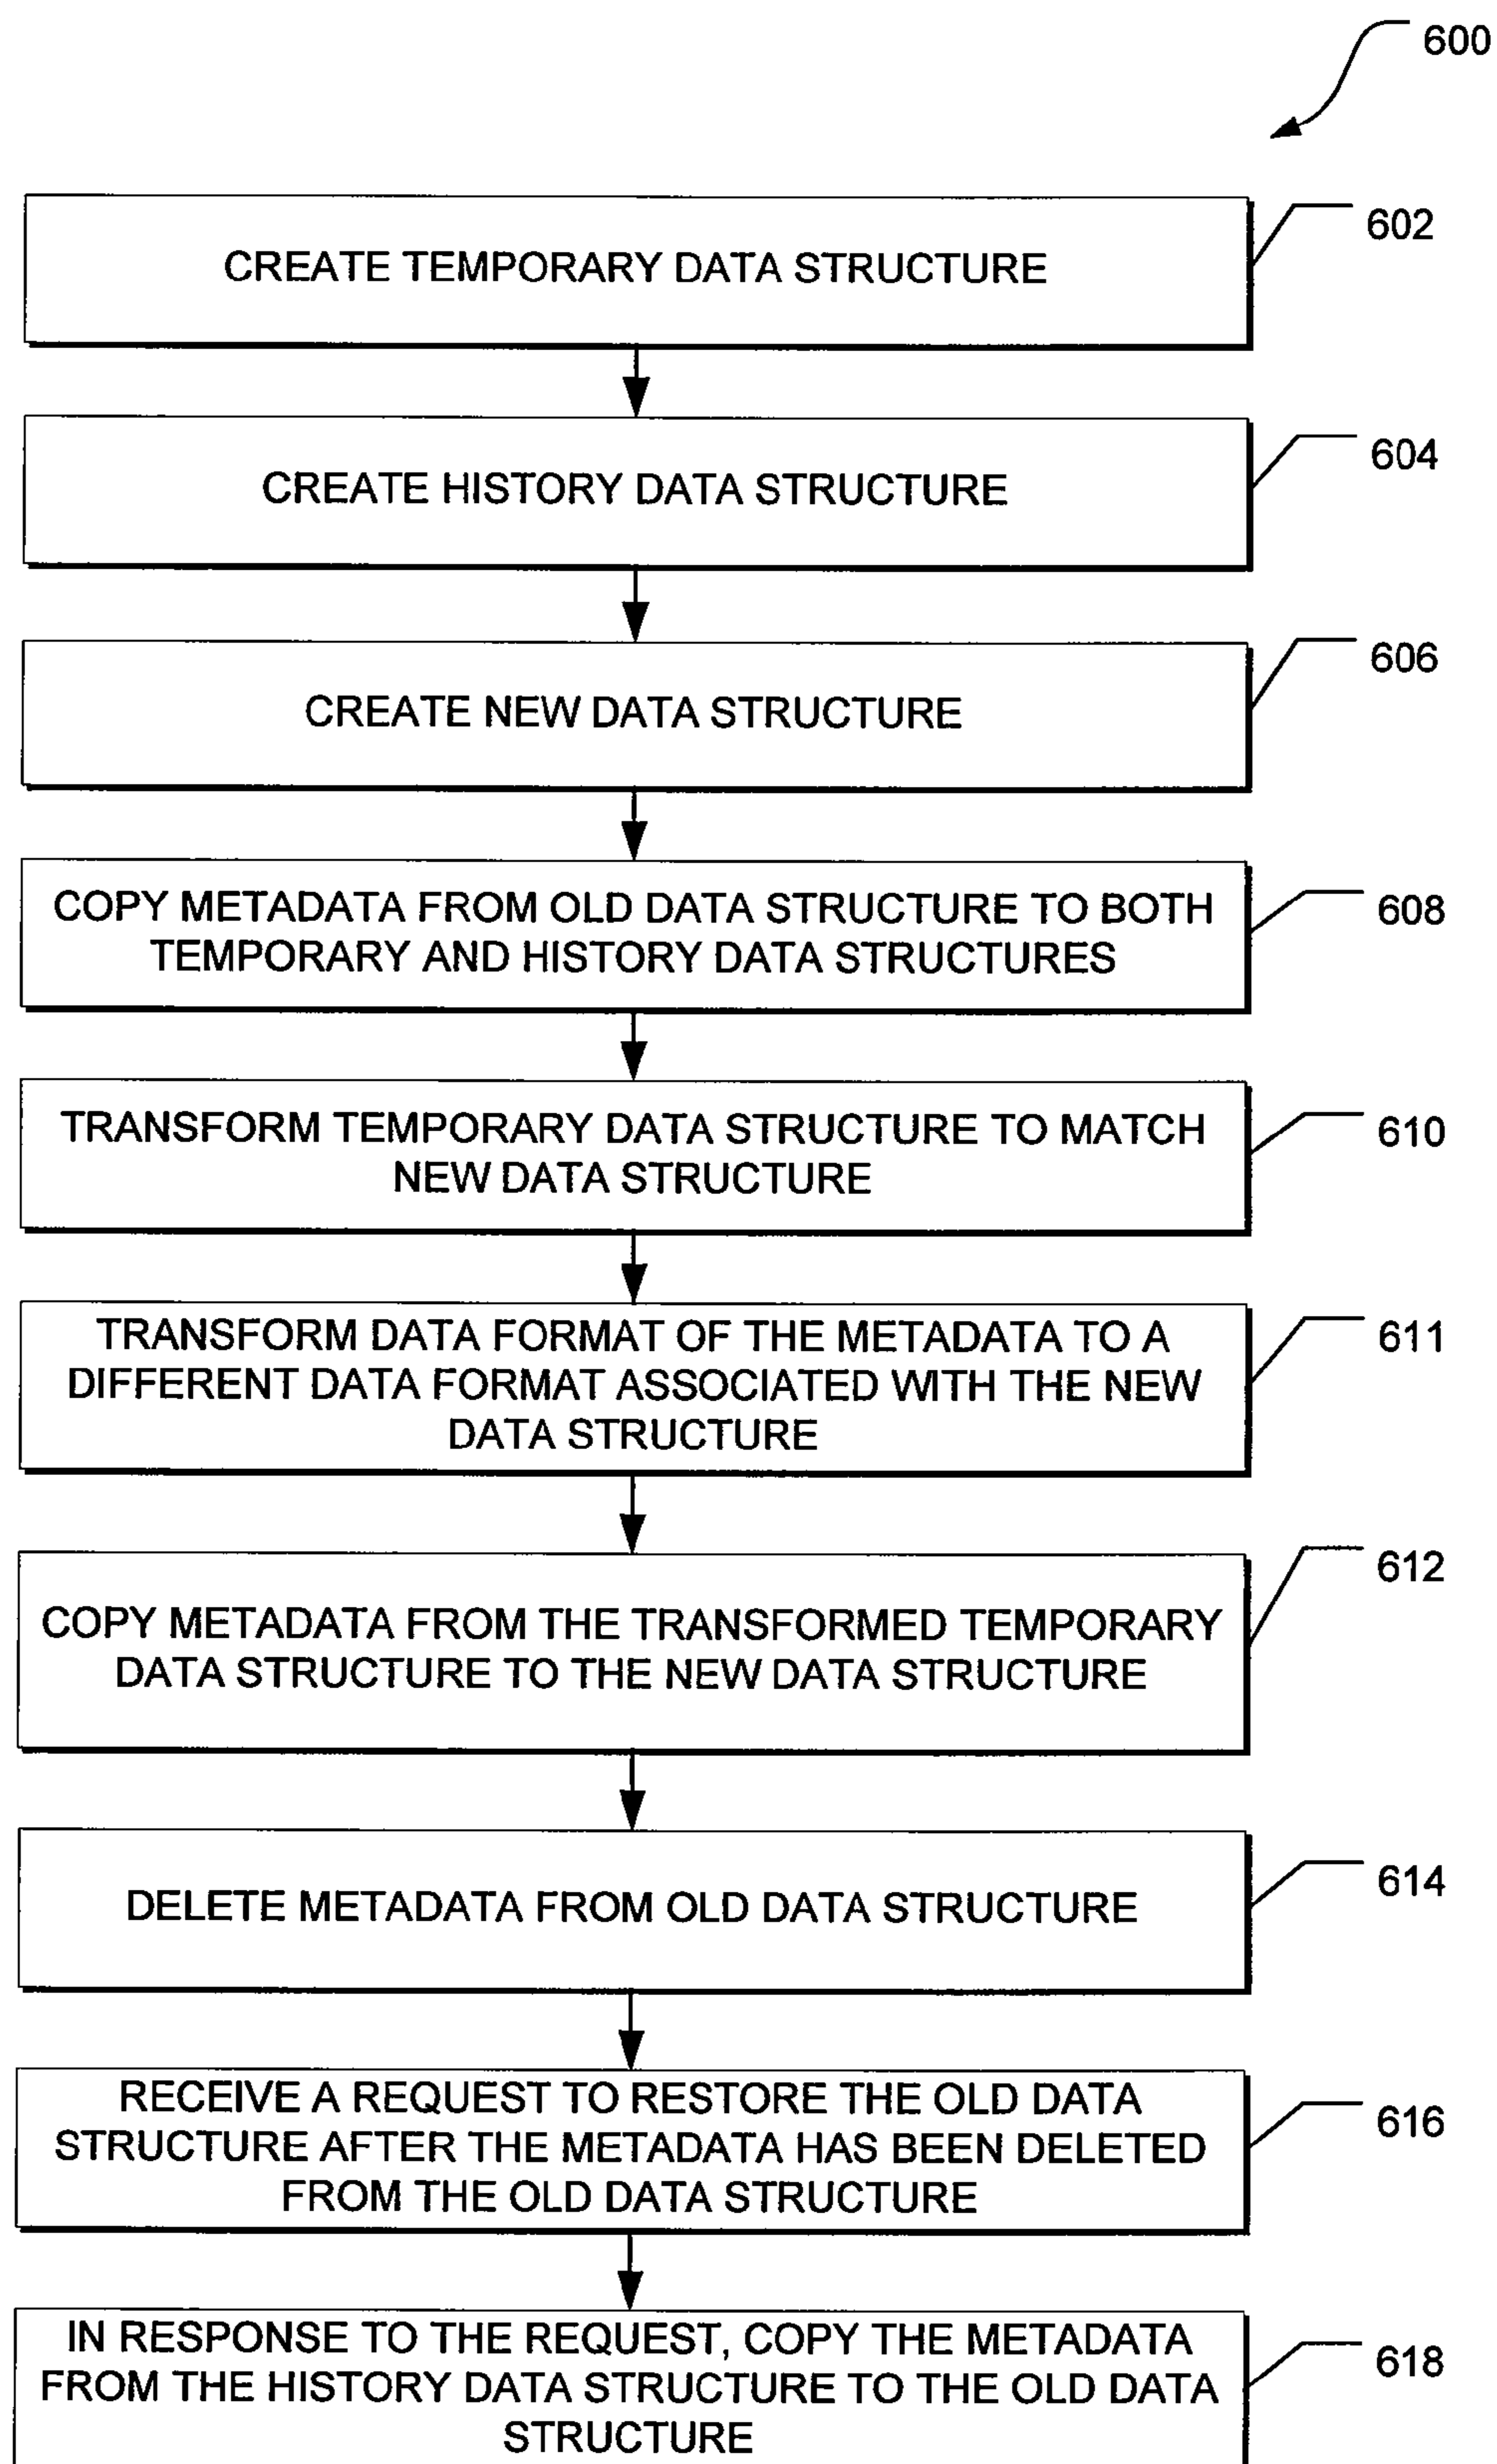 600
CREATE TEMPORARY DATA STRUCTURE
602
CREATE HISTORY DATA STRUCTURE
604
CREATE NEW DATA STRUCTURE
606
COPY METADATA FROM OLD DATA STRUCTURE TO BOTH
TEMPORARY AND HISTORY DATA STRUCTURES
608
TRANSFORM TEMPORARY DATA STRUCTURE TO MATCH
NEW DATA STRUCTURE
610
TRANSFORM DATA FORMAT OF THE METADATA TO A
DIFFERENT DATA FORMAT ASSOCIATED WITH THE NEW
DATA STRUCTURE
611
COPY METADATA FROM THE TRANSFORMED TEMPORARY
DATA STRUCTURE TO THE NEW DATA STRUCTURE
612
DELETE METADATA FROM OLD DATA STRUCTURE
614
RECEIVE A REQUEST TO RESTORE THE OLD DATA
STRUCTURE AFTER THE METADATA HAS BEEN DELETED
FROM THE OLD DATA STRUCTURE
616
IN RESPONSE TO THE REQUEST, COPY THE METADATA
FROM THE HISTORY DATA STRUCTURE TO THE OLD DATA
STRUCTURE
618